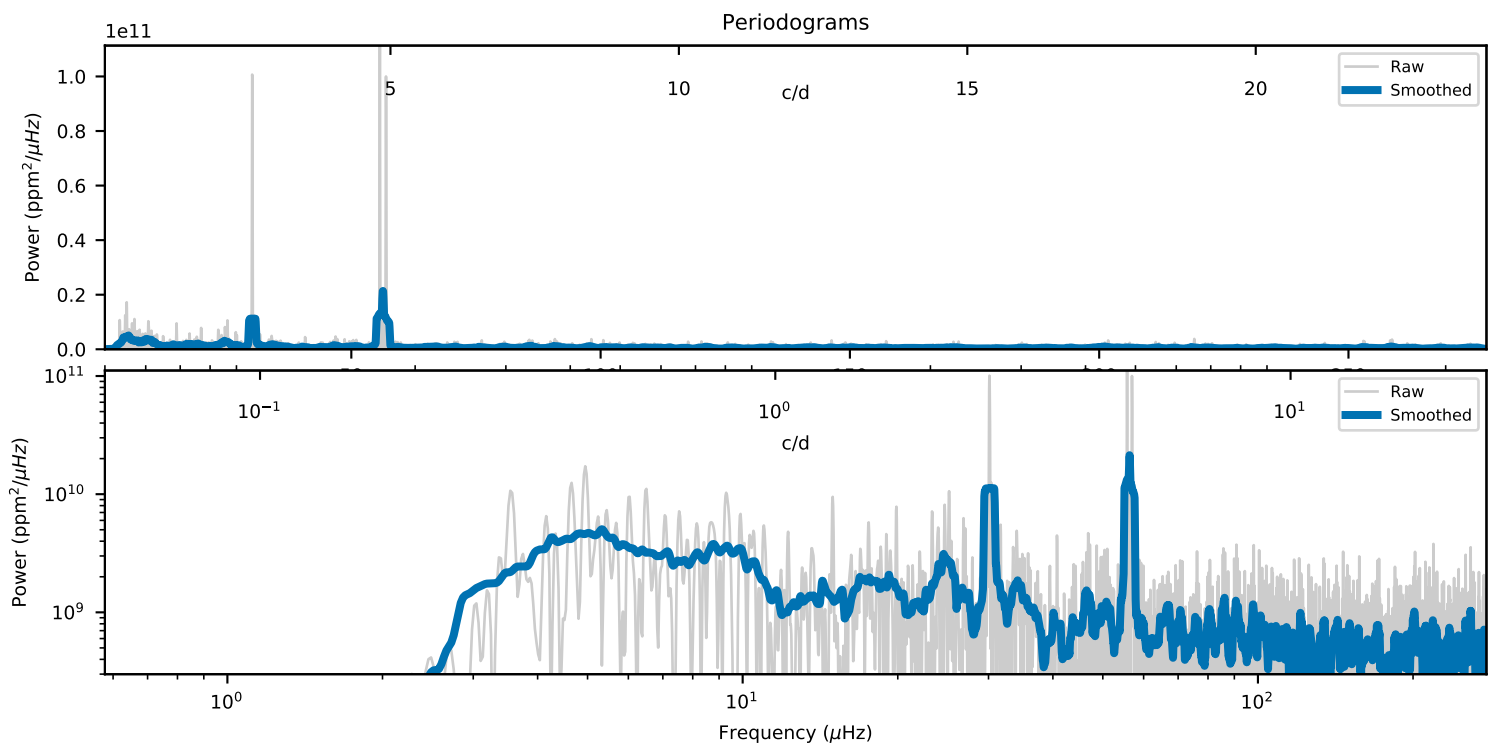 Periodograms
1e11
1.0
0.8
0.6
0.4
0.2
0.0
Power (ppm²/μHz)
5 10 15 20
c/d
Raw
Smoothed
10¹¹
10¹⁰
10⁹
Power (ppm²/μHz)
10⁻¹ 10⁰ 10¹
c/d
Raw
Smoothed
10⁰ 10¹ 10²
Frequency (μHz)